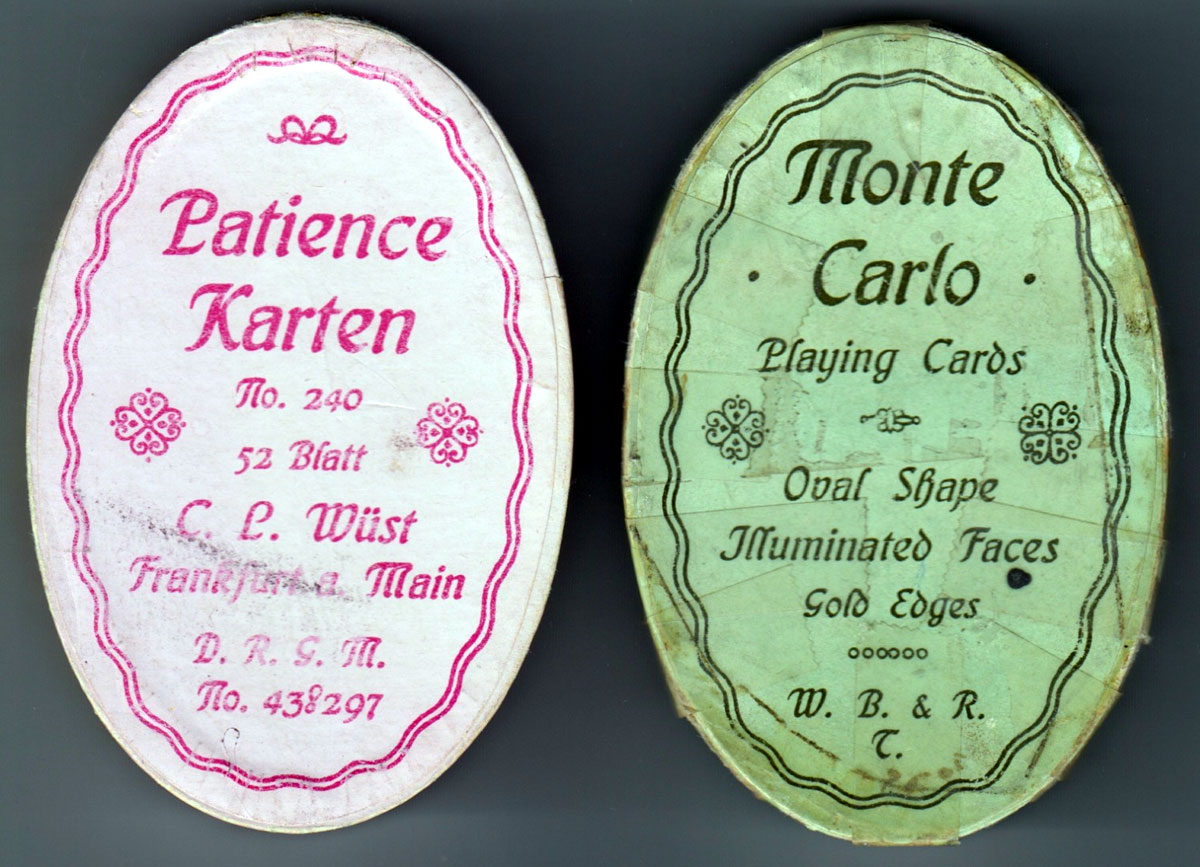 Patience
Karten
No. 240
52 Blatt
C. L. Wüst
Frankfurt a. Main
D. R. G. M.
No. 438297
Monte
Carlo
Playing Cards
Oval Shape
Illuminated Faces
Gold Edges
W. B. & R.
T.